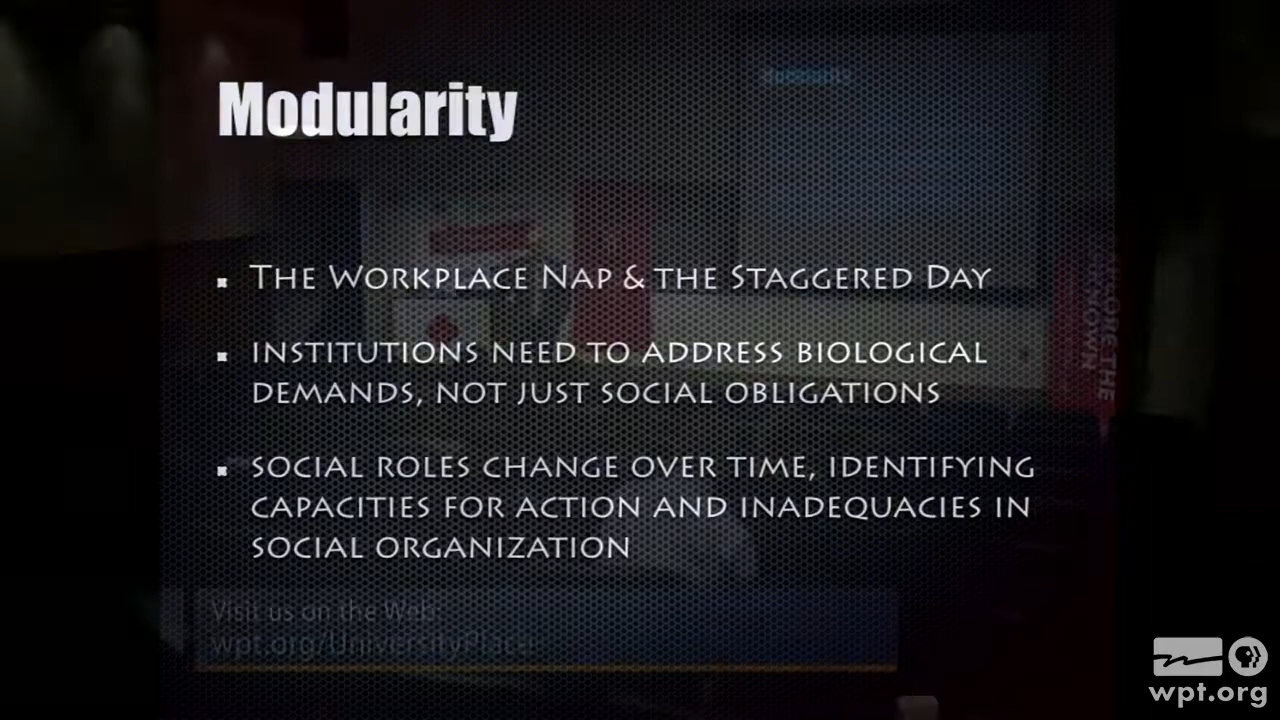 Modularity
▪ The Workplace Nap & the Staggered Day
▪ institutions need to address biological
demands, not just social obligations
▪ social roles change over time, identifying
capacities for action and inadequacies in
social organization
Visit us on the Web:
wpt.org/UniversityPlace
wpt.org